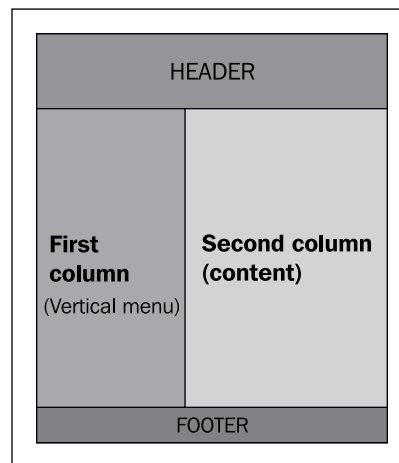 HEADER
First
column
(Vertical menu)
Second column
(content)
FOOTER